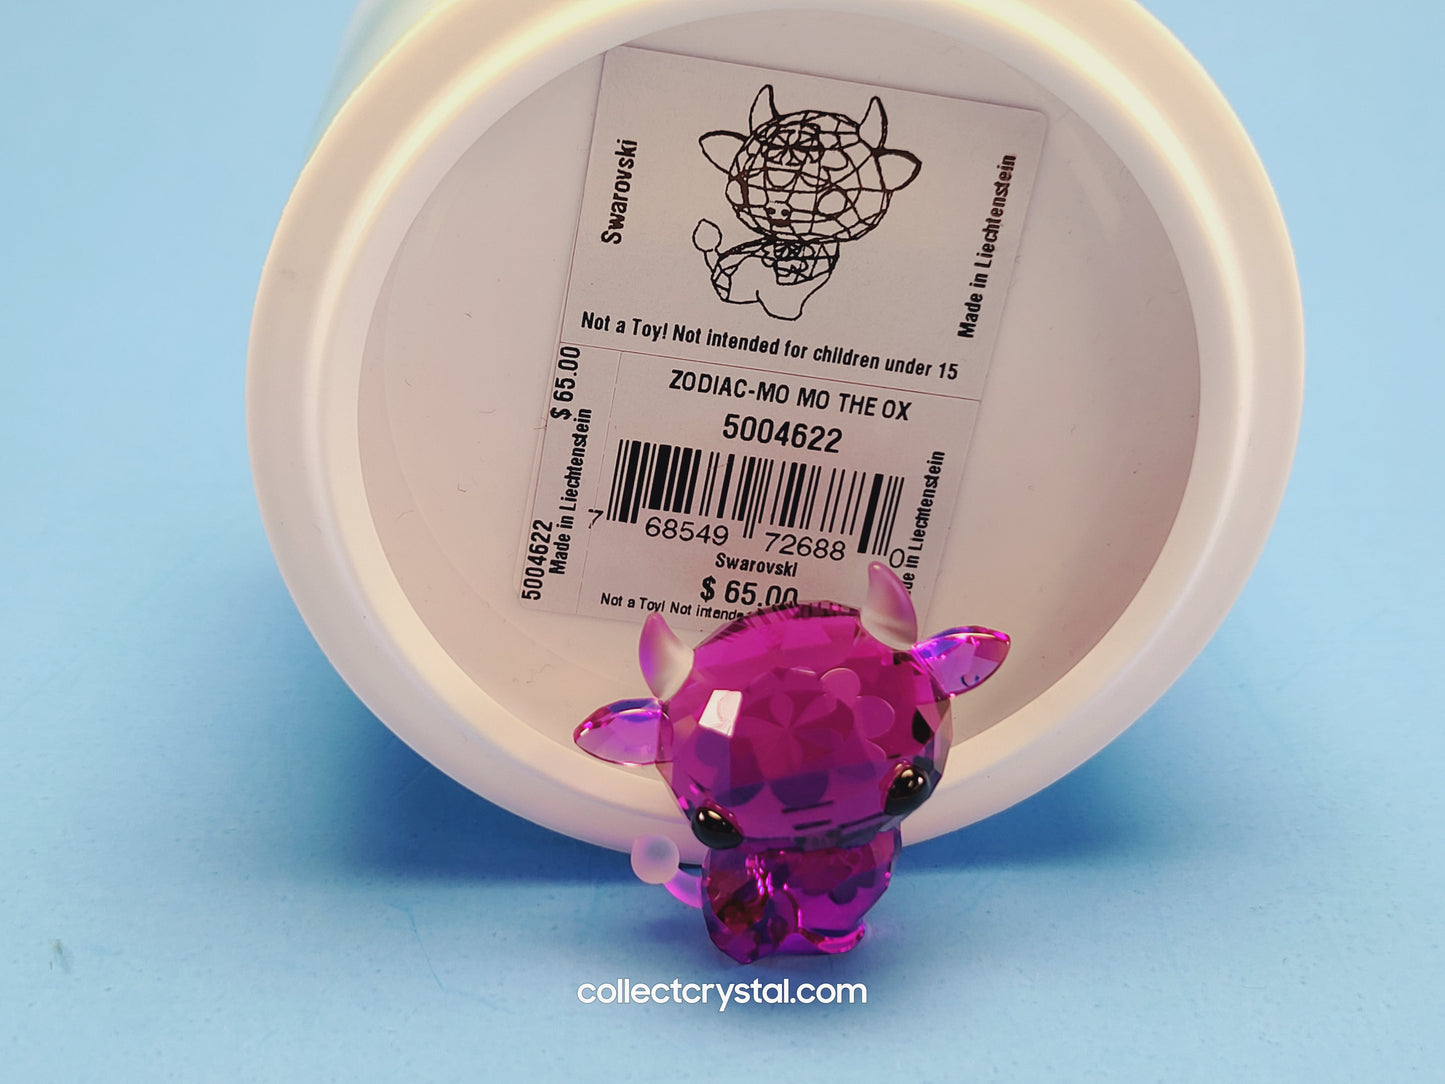 Swarovski
Made in Liechtenstein
Not a Toy! Not intended for children under 15
$ 65.00
5004622
Made in Liechtenstein
ZODIAC-MO MO THE OX
5004622
7 68549 72688 0
Swarovski
$ 65.00
Not a Toy! Not
in Liechtenstein
collectcrystal.com